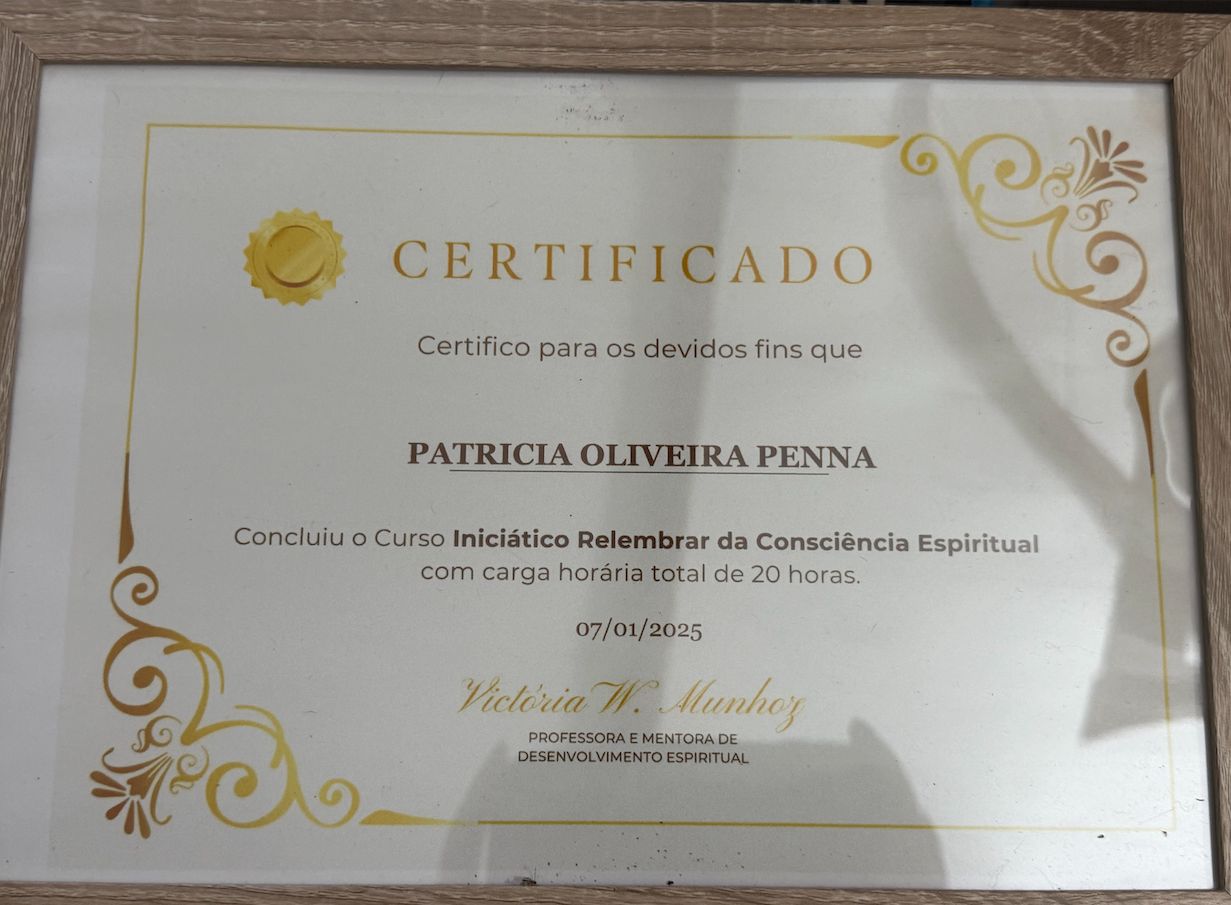 CERTIFICADO
Certifico para os devidos fins que
PATRICIA OLIVEIRA PENNA
Concluiu o Curso Iniciático Relembrar da Consciência Espiritual
com carga horária total de 20 horas.
07/01/2025
Victória W. Munhoz
PROFESSORA E MENTORA DE
DESENVOLVIMENTO ESPIRITUAL